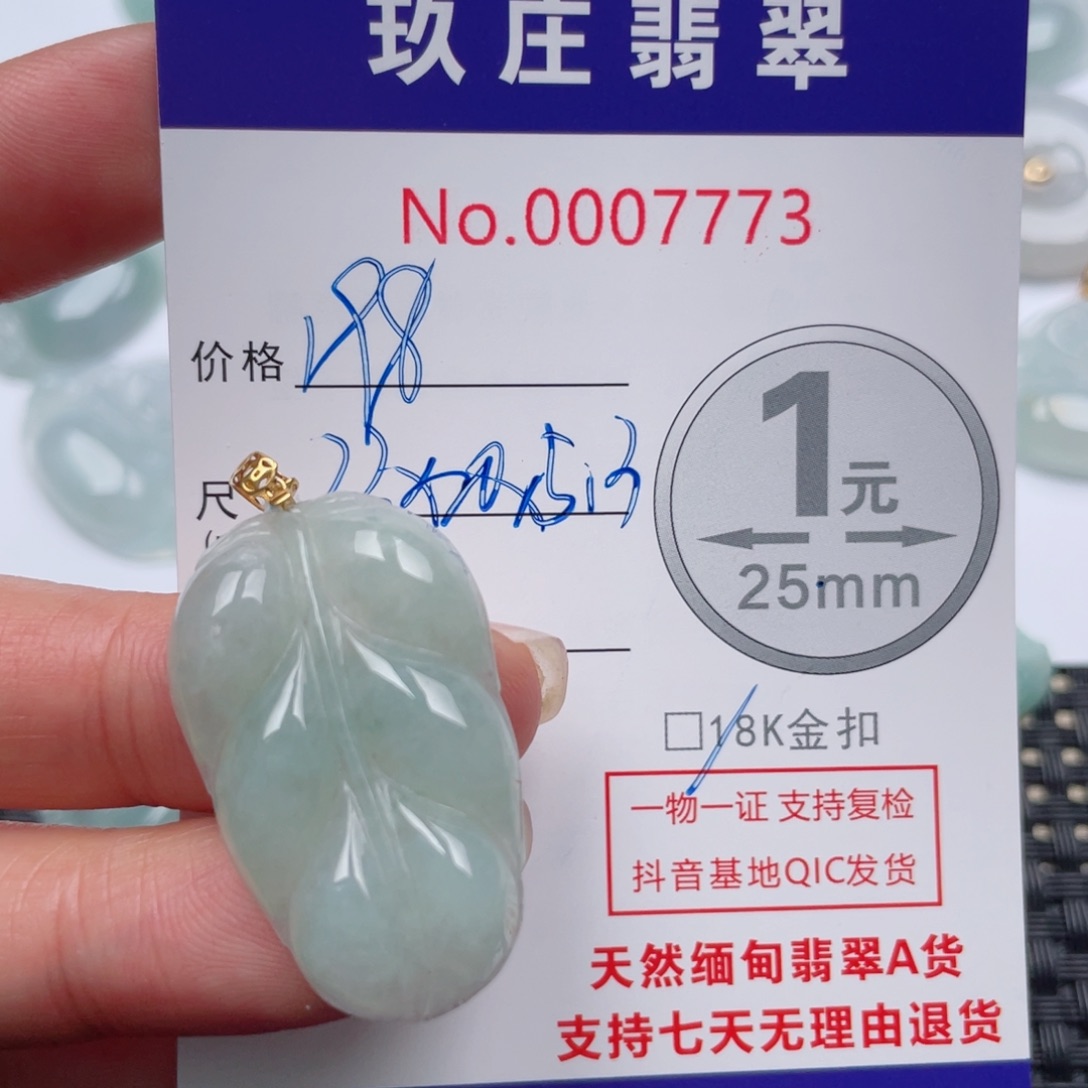 玖庄翡翠
No.0007773
价格 198
尺
1元
25mm
□18K金扣
一物一证 支持复检
抖音基地QIC发货
天然缅甸翡翠A货
支持七天无理由退货